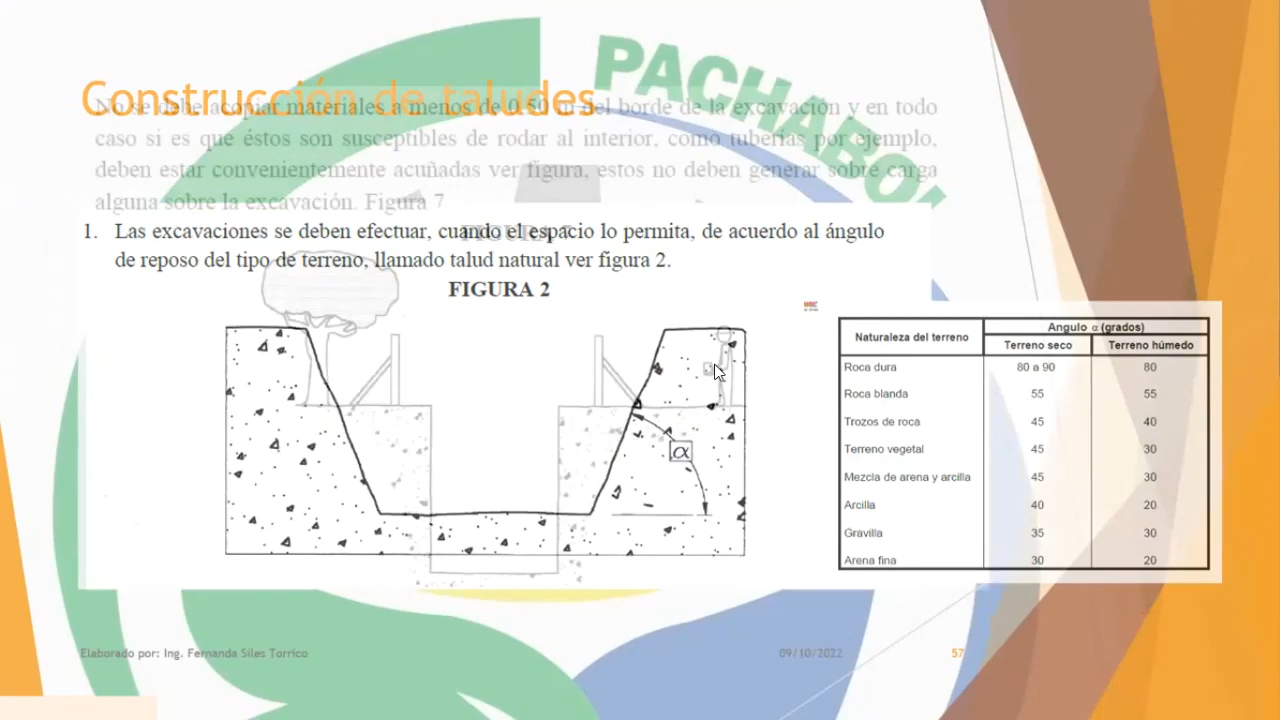 PACHABOL
Construcción de taludes
No se debe acopiar materiales a menos de 0.50 m del borde de la excavación y en todo
caso si es que éstos son susceptibles de rodar al interior, como tuberías por ejemplo,
deben estar convenientemente acuñadas ver figura, estos no deben generar sobre carga
alguna sobre la excavación. Figura 7
FIGURA 7
1. Las excavaciones se deben efectuar, cuando el espacio lo permita, de acuerdo al ángulo
de reposo del tipo de terreno, llamado talud natural ver figura 2.
FIGURA 2
α
Naturaleza del terreno Angulo α (grados)
Terreno seco Terreno húmedo
Roca dura 80 a 90 80
Roca blanda 55 55
Trozos de roca 45 40
Terreno vegetal 45 30
Mezcla de arena y arcilla 45 30
Arcilla 40 20
Gravilla 35 30
Arena fina 30 20
Elaborado por: Ing. Fernanda Siles Torrico 09/10/2022 57